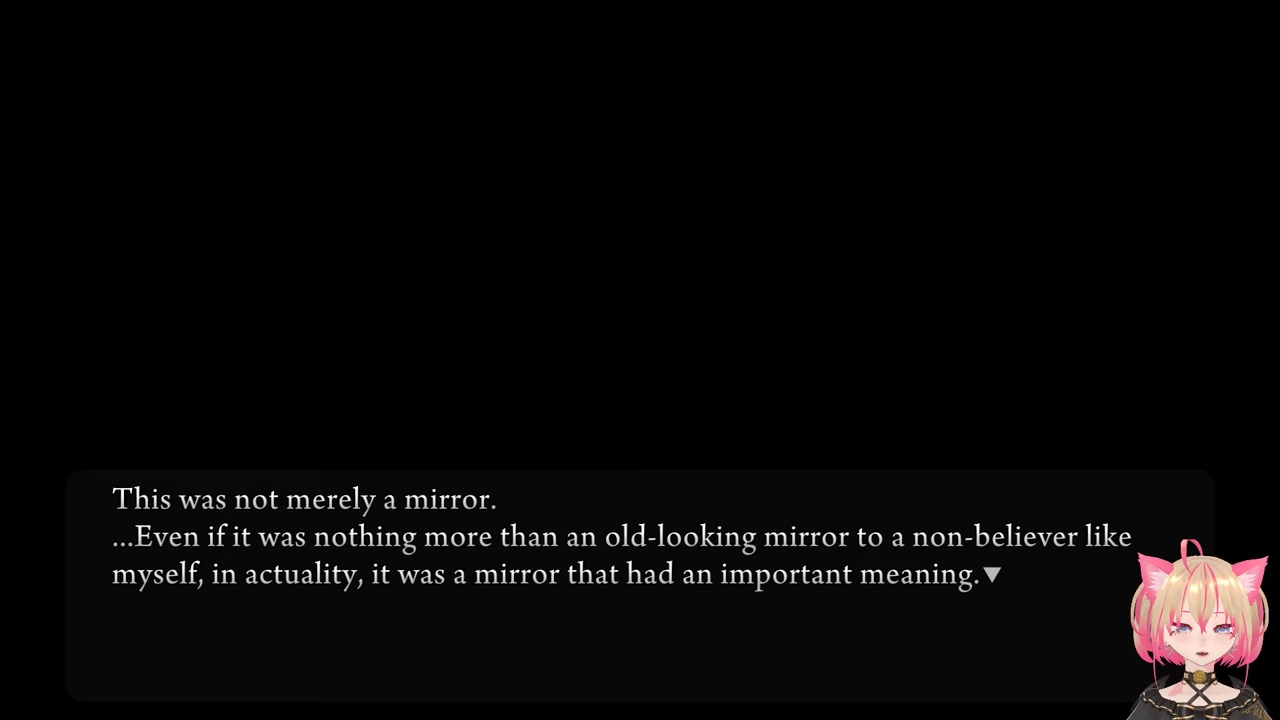 This was not merely a mirror.
...Even if it was nothing more than an old-looking mirror to a non-believer like
myself, in actuality, it was a mirror that had an important meaning.▼